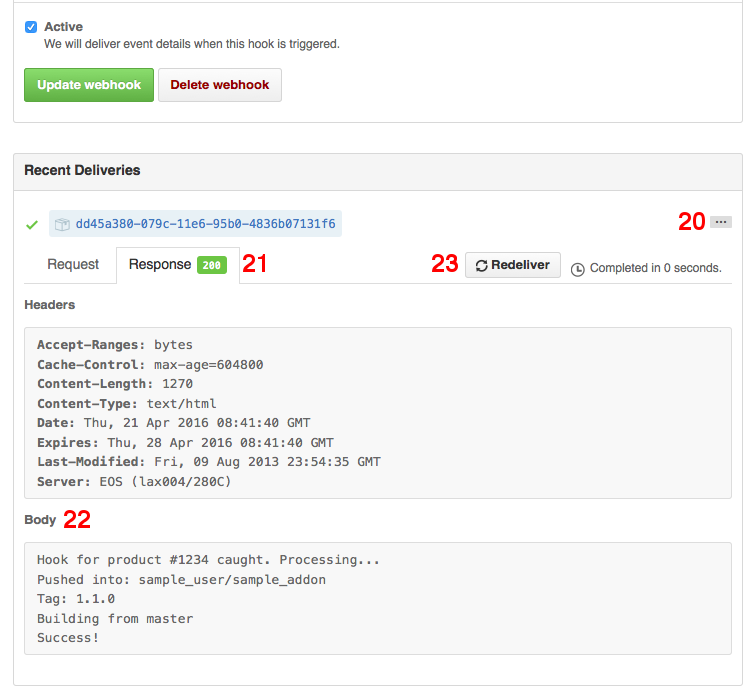 Active
We will deliver event details when this hook is triggered.
Update webhook Delete webhook
Recent Deliveries
dd45a380-079c-11e6-95b0-4836b07131f6 20 ...
Request Response 200 21 23 Redeliver Completed in 0 seconds.
Headers
Accept-Ranges: bytes
Cache-Control: max-age=604800
Content-Length: 1270
Content-Type: text/html
Date: Thu, 21 Apr 2016 08:41:40 GMT
Expires: Thu, 28 Apr 2016 08:41:40 GMT
Last-Modified: Fri, 09 Aug 2013 23:54:35 GMT
Server: EOS (lax004/280C)
Body 22
Hook for product #1234 caught. Processing...
Pushed into: sample_user/sample_addon
Tag: 1.1.0
Building from master
Success!